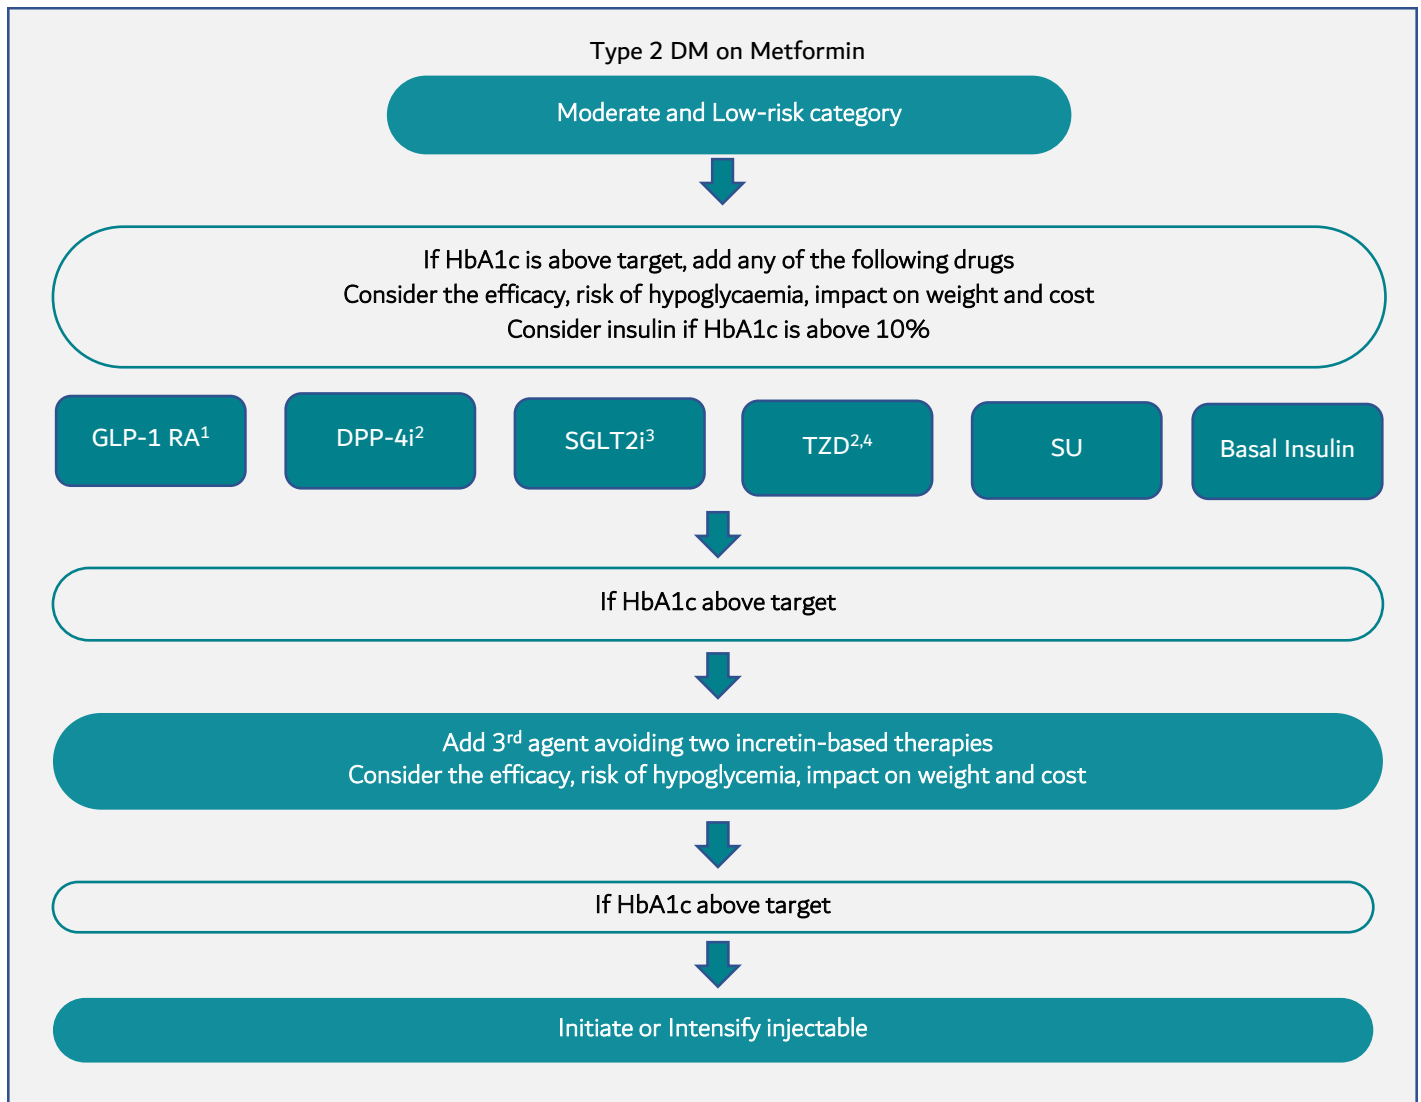 Type 2 DM on Metformin
Moderate and Low-risk category
If HbA1c is above target, add any of the following drugs
Consider the efficacy, risk of hypoglycaemia, impact on weight and cost
Consider insulin if HbA1c is above 10%
GLP-1 RA¹
DPP-4i²
SGLT2i³
TZD²,⁴
SU
Basal Insulin
If HbA1c above target
Add 3rd agent avoiding two incretin-based therapies
Consider the efficacy, risk of hypoglycemia, impact on weight and cost
If HbA1c above target
Initiate or Intensify injectable